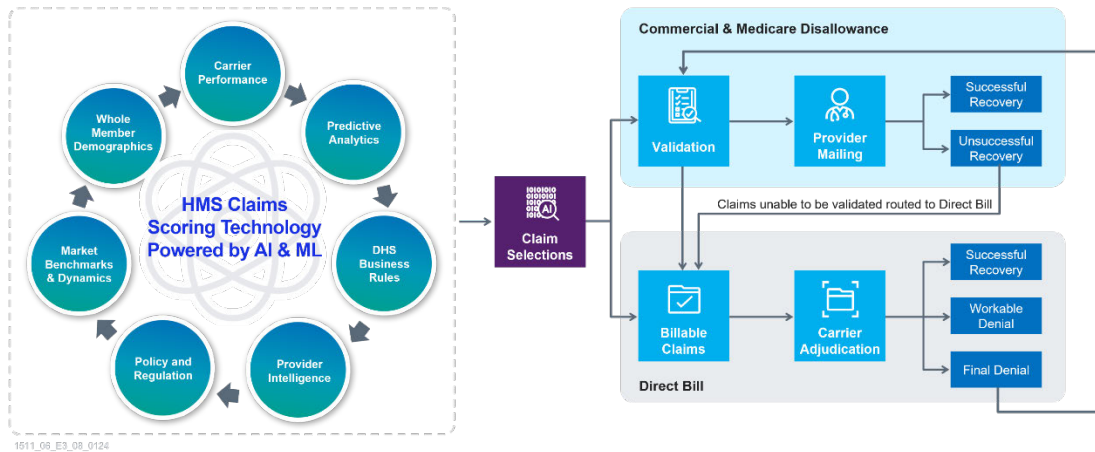 Carrier
Performance
Predictive
Analytics
DHS
Business
Rules
Provider
Intelligence
Policy and
Regulation
Market
Benchmarks
& Dynamics
Whole
Member
Demographics
HMS Claims
Scoring Technology
Powered by AI & ML
1511_06_E3_08_0124
010101
AI
Claim
Selections
Commercial & Medicare Disallowance
Validation
Provider
Mailing
Successful
Recovery
Unsuccessful
Recovery
Claims unable to be validated routed to Direct Bill
Billable
Claims
Carrier
Adjudication
Successful
Recovery
Workable
Denial
Final Denial
Direct Bill